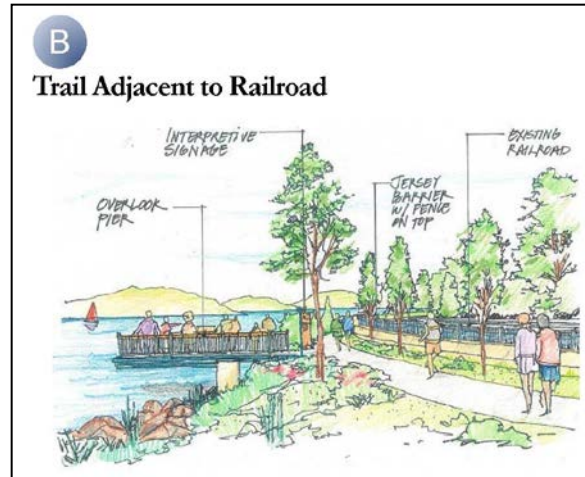 B
Trail Adjacent to Railroad
INTERPRETIVE
SIGNAGE
EXISTING
RAILROAD
JERSEY
BARRIER
W/ FENCE
ON TOP
OVERLOOK
PIER